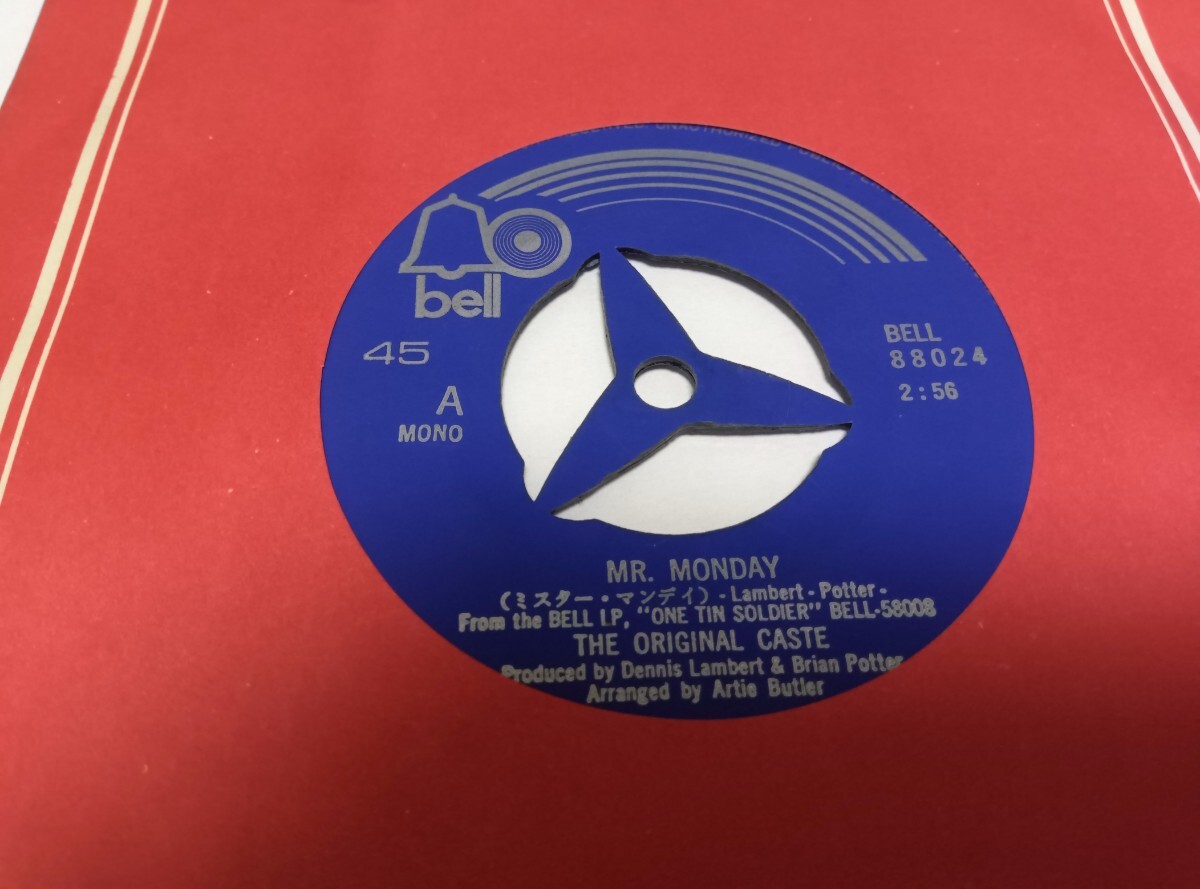 UNAUTHORIZED PUBLIC
bell
45
A
MONO
BELL
88024
2:56
MR. MONDAY
(ミスター・マンデイ) - Lambert - Potter -
From the BELL LP, "ONE TIN SOLDIER" BELL-58008
THE ORIGINAL CASTE
Produced by Dennis Lambert & Brian Potter
Arranged by Artie Butler